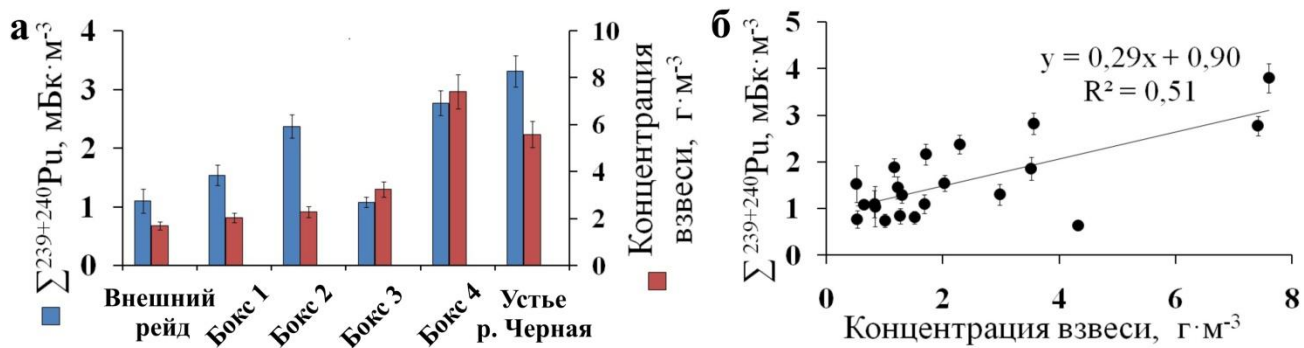 а
∑²³⁹⁺²⁴⁰Pu, мБк·м⁻³
4
3
2
1
0
10
8
6
4
2
0
Концентрация
взвеси, г·м⁻³
Внешний
рейд
Бокс 1
Бокс 2
Бокс 3
Бокс 4
Устье
р. Черная
б
∑²³⁹⁺²⁴⁰Pu, мБк·м⁻³
5
4
3
2
1
0
y = 0,29x + 0,90
R² = 0,51
0
2
4
6
8
Концентрация взвеси, г·м⁻³